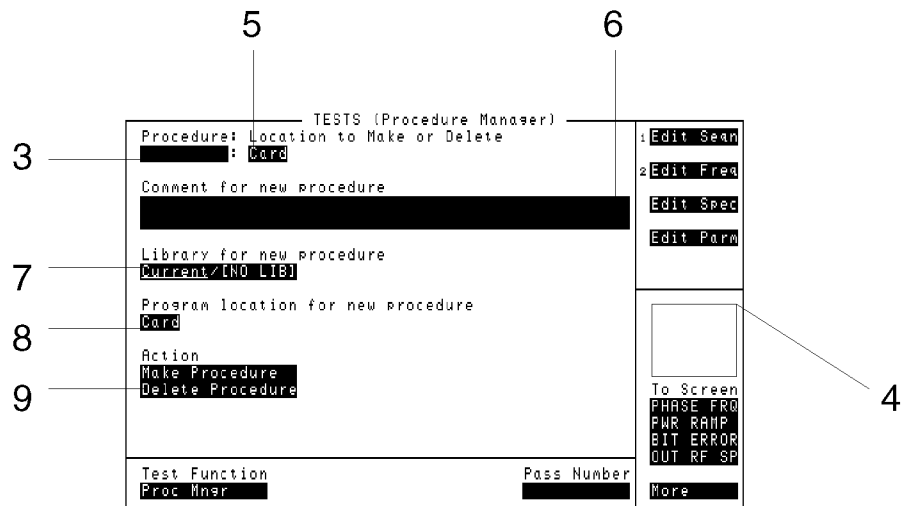 5
6
TESTS (Procedure Manager)
Procedure: Location to Make or Delete
: Card
3
Comment for new procedure
Library for new procedure
Current/[NO LIB]
7
Program location for new procedure
Card
8
Action
Make Procedure
Delete Procedure
9
Test Function
Proc Mngr
Pass Number
1 Edit Seqn
2 Edit Freq
Edit Spec
Edit Parm
4
To Screen
PHASE FRQ
PWR RAMP
BIT ERROR
OUT RF SP
More